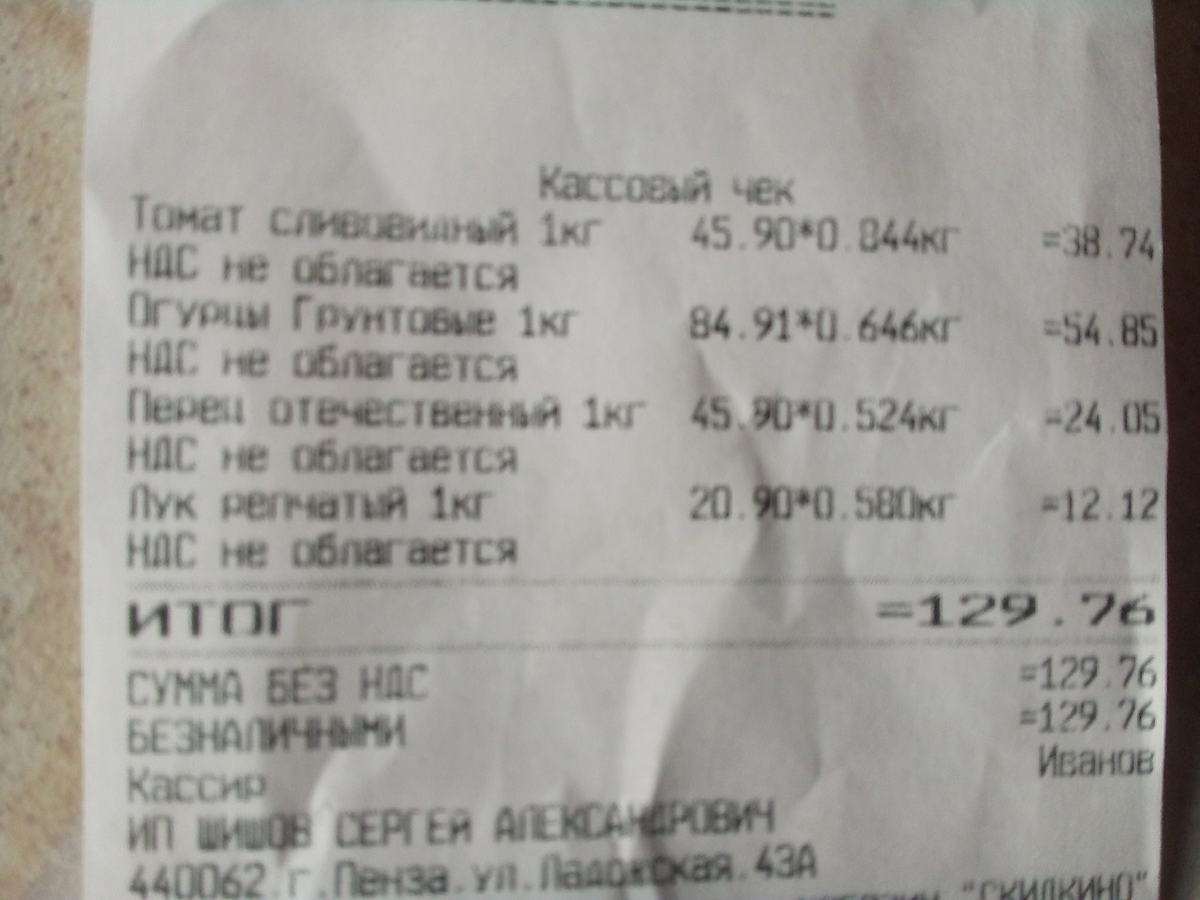 Кассовый чек
Томат сливовидный 1кг 45.90*0.844кг =38.74
НДС не облагается
Огурцы Грунтовые 1кг 84.91*0.646кг =54.85
НДС не облагается
Перец отечественный 1кг 45.90*0.524кг =24.05
НДС не облагается
Лук репчатый 1кг 20.90*0.580кг =12.12
НДС не облагается
ИТОГ =129.76
СУММА БЕЗ НДС =129.76
БЕЗНАЛИЧНЫМИ =129.76
Кассир Иванов
ИП ШИШОВ СЕРГЕЙ АЛЕКСАНДРОВИЧ
440062.г.Пенза.ул.Ладожская.43А
"СКИДКИНО"